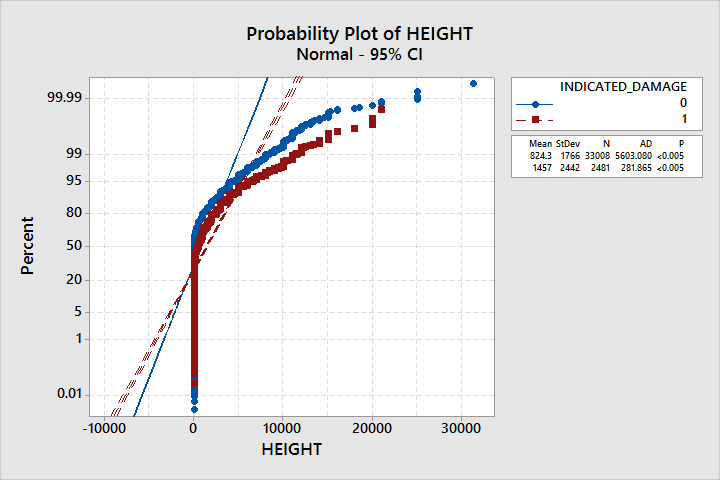 Probability Plot of HEIGHT
Normal - 95% CI
INDICATED_DAMAGE
0
1
Mean StDev N AD P
824.3 1766 33008 5603.080 <0.005
1457 2442 2481 281.865 <0.005
Percent
99.99
99
95
80
50
20
5
1
0.01
-10000 0 10000 20000 30000
HEIGHT